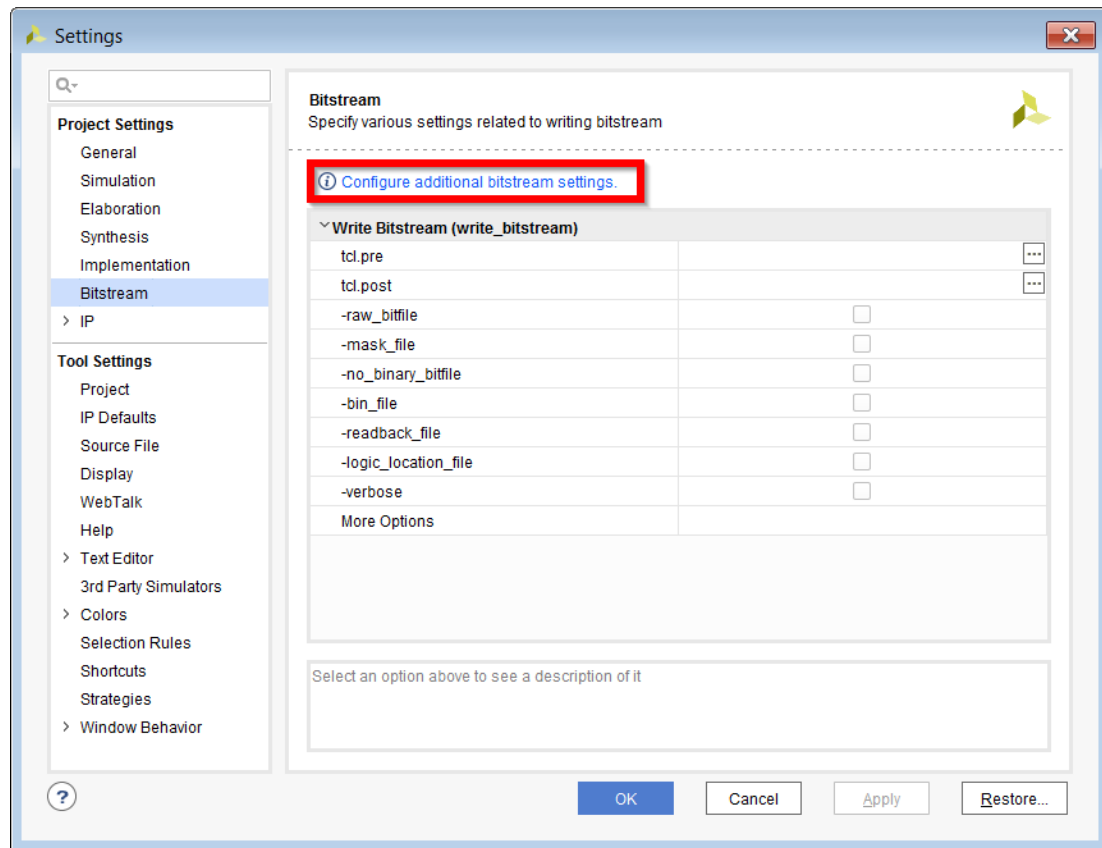 Settings
Project Settings
General
Simulation
Elaboration
Synthesis
Implementation
Bitstream
IP
Tool Settings
Project
IP Defaults
Source File
Display
WebTalk
Help
Text Editor
3rd Party Simulators
Colors
Selection Rules
Shortcuts
Strategies
Window Behavior
Bitstream
Specify various settings related to writing bitstream
Configure additional bitstream settings.
Write Bitstream (write_bitstream)
tcl.pre
tcl.post
-raw_bitfile
-mask_file
-no_binary_bitfile
-bin_file
-readback_file
-logic_location_file
-verbose
More Options
Select an option above to see a description of it
? OK Cancel Apply Restore...